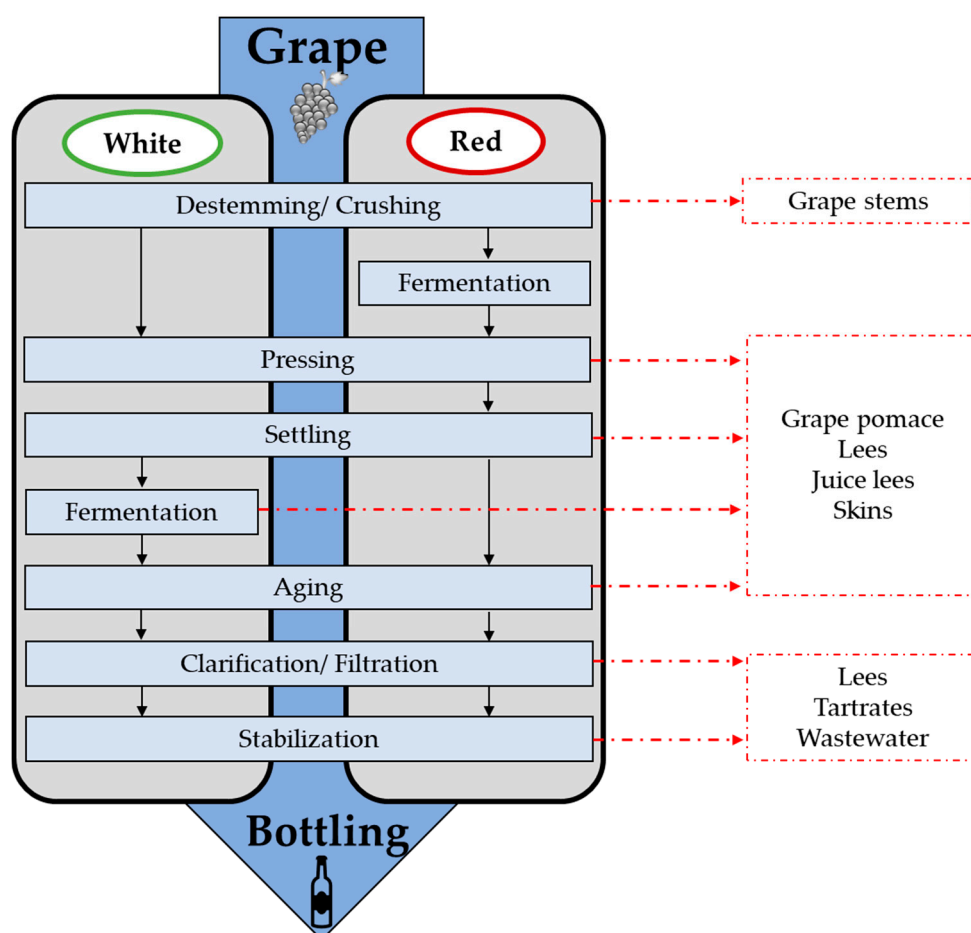 Grape
White
Red
Destemming/ Crushing
Grape stems
Fermentation
Pressing
Settling
Grape pomace
Lees
Juice lees
Skins
Fermentation
Aging
Clarification/ Filtration
Lees
Tartrates
Wastewater
Stabilization
Bottling